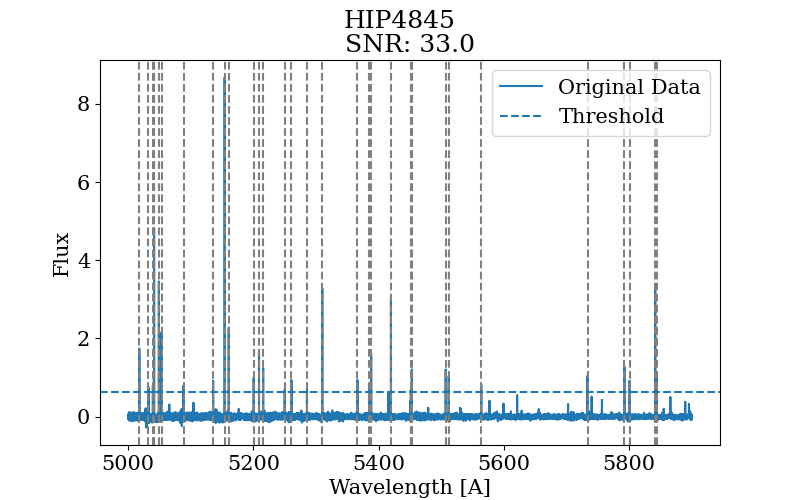 HIP4845
SNR: 33.0
Original Data
Threshold
Flux
8
6
4
2
0
5000 5200 5400 5600 5800
Wavelength [A]